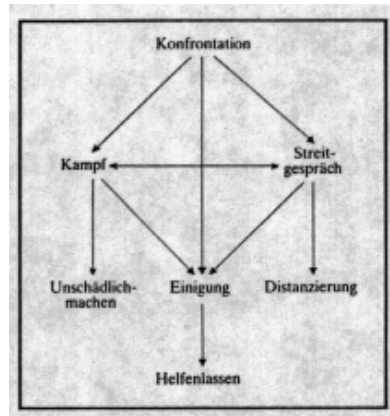 Konfrontation
Kampf
Streit-
gespräch
Unschädlich-
machen
Einigung
Distanzierung
Helfenlassen